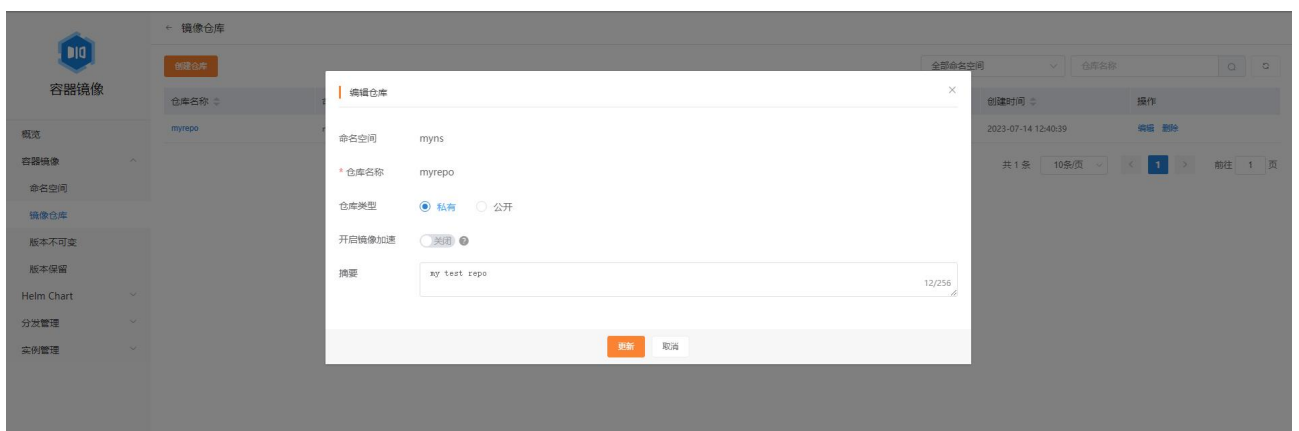 ← 镜像仓库
容器镜像
创建仓库
全部命名空间
仓库名称
仓库名称
创建时间
操作
myrepo
2023-07-14 12:40:39
编辑 删除
共 1 条 10条/页 1 前往 1 页
概览
容器镜像
命名空间
镜像仓库
版本不可变
版本保留
Helm Chart
分发管理
实例管理
编辑仓库
命名空间 myns
* 仓库名称 myrepo
仓库类型 私有 公开
开启镜像加速 关闭
摘要 my test repo
12/256
更新 取消